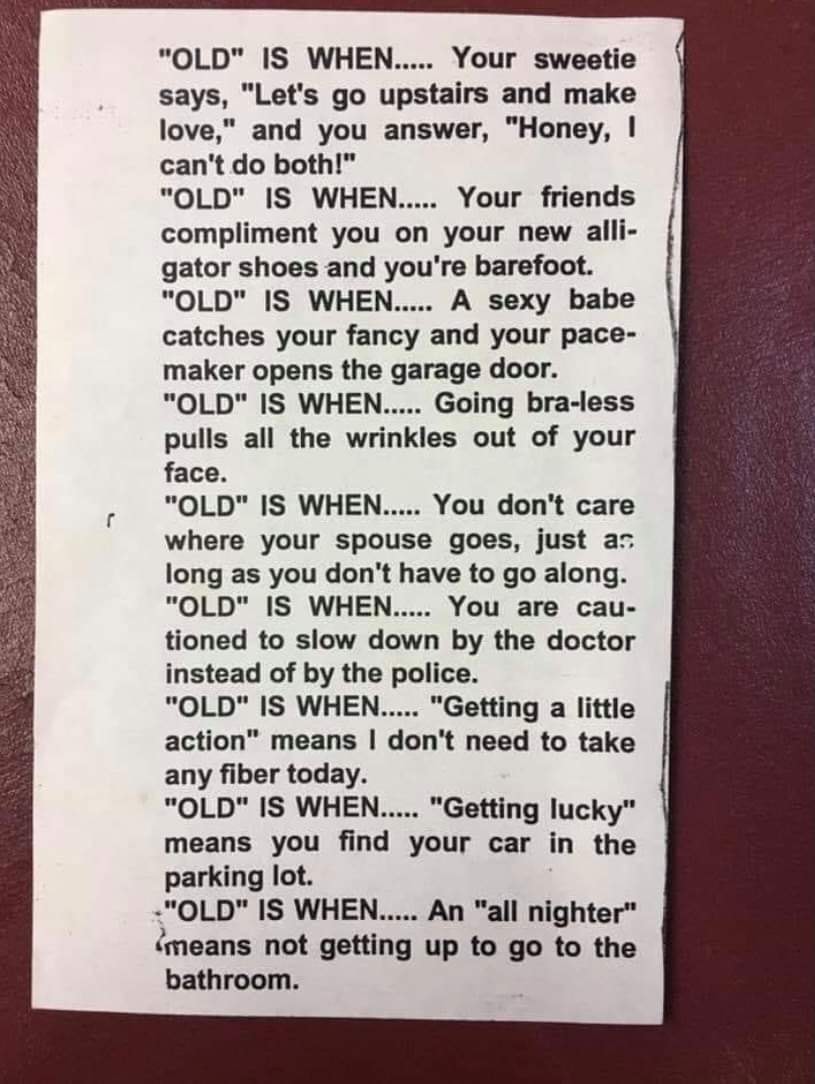 "OLD" IS WHEN..... Your sweetie
says, "Let's go upstairs and make
love," and you answer, "Honey, I
can't do both!"
"OLD" IS WHEN..... Your friends
compliment you on your new alli-
gator shoes and you're barefoot.
"OLD" IS WHEN..... A sexy babe
catches your fancy and your pace-
maker opens the garage door.
"OLD" IS WHEN..... Going bra-less
pulls all the wrinkles out of your
face.
"OLD" IS WHEN..... You don't care
where your spouse goes, just as
long as you don't have to go along.
"OLD" IS WHEN..... You are cau-
tioned to slow down by the doctor
instead of by the police.
"OLD" IS WHEN..... "Getting a little
action" means I don't need to take
any fiber today.
"OLD" IS WHEN..... "Getting lucky"
means you find your car in the
parking lot.
"OLD" IS WHEN..... An "all nighter"
means not getting up to go to the
bathroom.